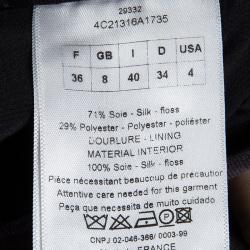 29332
4C21316A1735
F GB I D USA
36 8 40 34 4
71% Soie - Silk - floss
29% Polyester - Polyester - poliéster
DOUBLURE - LINING
MATERIAL INTERIOR
100% Soie - Silk - floss
Pièce nécessitant beaucoup de précaution
Attentive care needed for this garment
Esta peça necessita de muito cuidado
CNPJ 02-046-366/ 0003-99
FRANCE